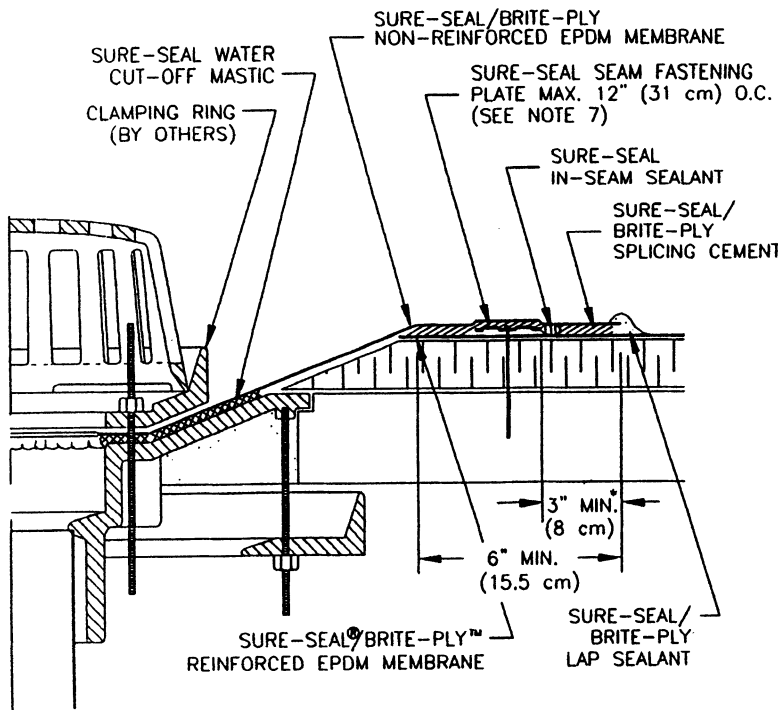 SURE-SEAL/BRITE-PLY
NON-REINFORCED EPDM MEMBRANE
SURE-SEAL WATER
CUT-OFF MASTIC
SURE-SEAL SEAM FASTENING
PLATE MAX. 12" (31 cm) O.C.
(SEE NOTE 7)
CLAMPING RING
(BY OTHERS)
SURE-SEAL
IN-SEAM SEALANT
SURE-SEAL/
BRITE-PLY
SPLICING CEMENT
3" MIN.*
(8 cm)
6" MIN.
(15.5 cm)
SURE-SEAL®/BRITE-PLY™
REINFORCED EPDM MEMBRANE
SURE-SEAL/
BRITE-PLY
LAP SEALANT